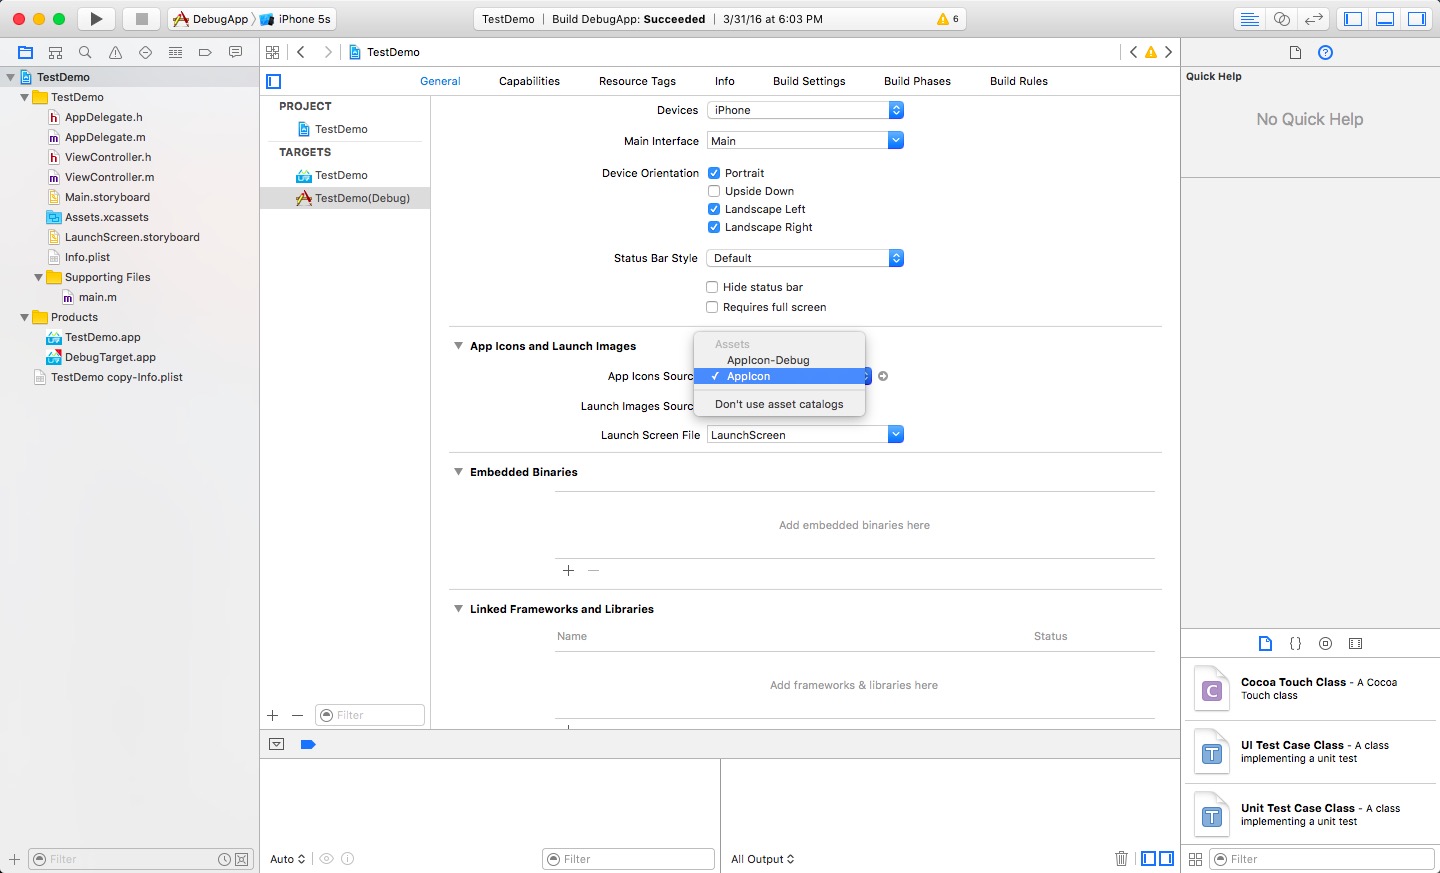 DebugApp
iPhone 5s
TestDemo
Build DebugApp: Succeeded
3/31/16 at 6:03 PM
6
TestDemo
TestDemo
AppDelegate.h
AppDelegate.m
ViewController.h
ViewController.m
Main.storyboard
Assets.xcassets
LaunchScreen.storyboard
Info.plist
Supporting Files
main.m
Products
TestDemo.app
DebugTarget.app
TestDemo copy-Info.plist
Filter
TestDemo
General
Capabilities
Resource Tags
Info
Build Settings
Build Phases
Build Rules
PROJECT
TestDemo
TARGETS
TestDemo
TestDemo(Debug)
Filter
Devices
iPhone
Main Interface
Main
Device Orientation
Portrait
Upside Down
Landscape Left
Landscape Right
Status Bar Style
Default
Hide status bar
Requires full screen
App Icons and Launch Images
App Icons Sourc
Assets
AppIcon-Debug
✓ AppIcon
Don't use asset catalogs
Launch Images Sourc
Launch Screen File
LaunchScreen
Embedded Binaries
Add embedded binaries here
Linked Frameworks and Libraries
Name
Status
Add frameworks & libraries here
Auto
Filter
All Output
Quick Help
No Quick Help
{}
C
Cocoa Touch Class - A Cocoa
Touch class
T
UI Test Case Class - A class
implementing a unit test
T
Unit Test Case Class - A class
implementing a unit test
Filter